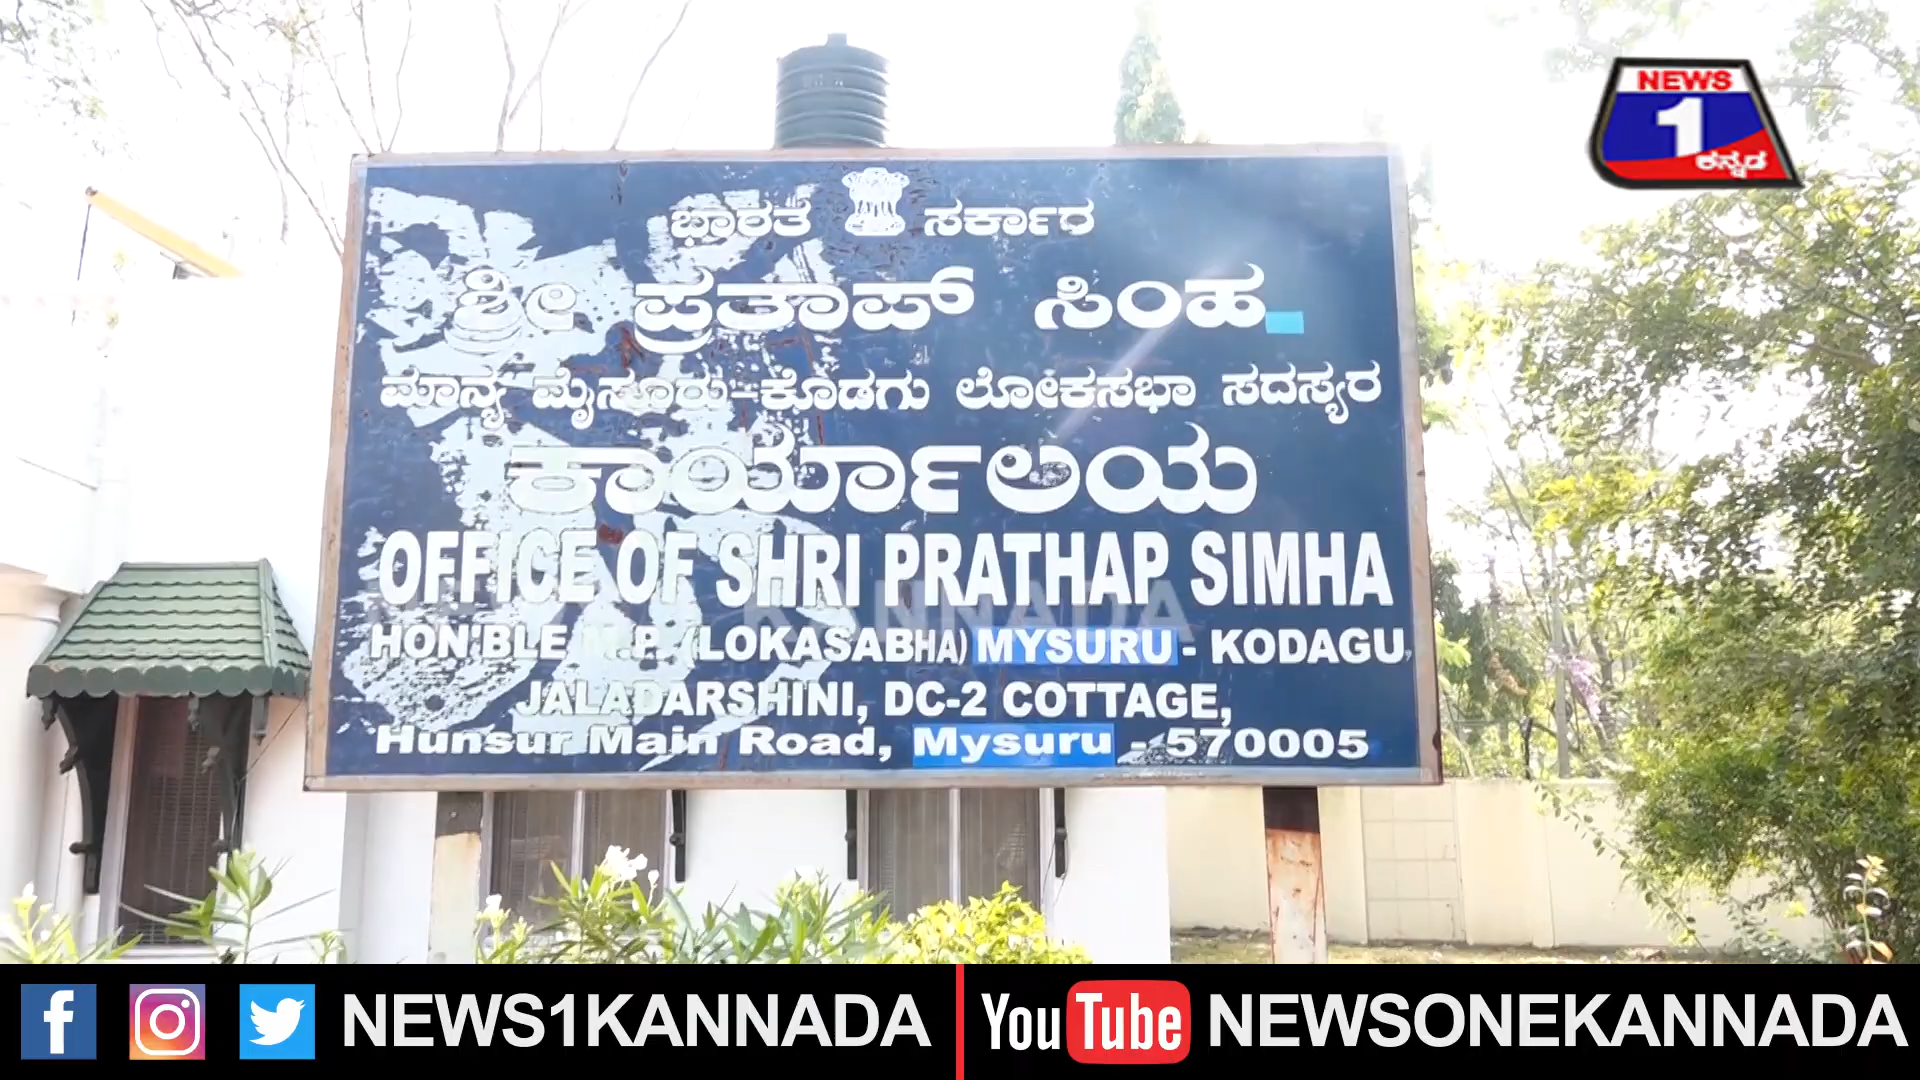 NEWS
1
ಕನ್ನಡ
ಭಾರತ ಸರ್ಕಾರ
ಶ್ರೀ ಪ್ರತಾಪ್ ಸಿಂಹ
ಮಾನ್ಯ ಮೈಸೂರು-ಕೊಡಗು ಲೋಕಸಭಾ ಸದಸ್ಯರ
ಕಾರ್ಯಾಲಯ
OFFICE OF SHRI PRATHAP SIMHA
KANNADA
HON'BLE M.P. (LOKASABHA) MYSURU - KODAGU,
JALADARSHINI, DC-2 COTTAGE,
Hunsur Main Road, Mysuru - 570005
NEWS1KANNADA YouTube NEWSONEKANNADA